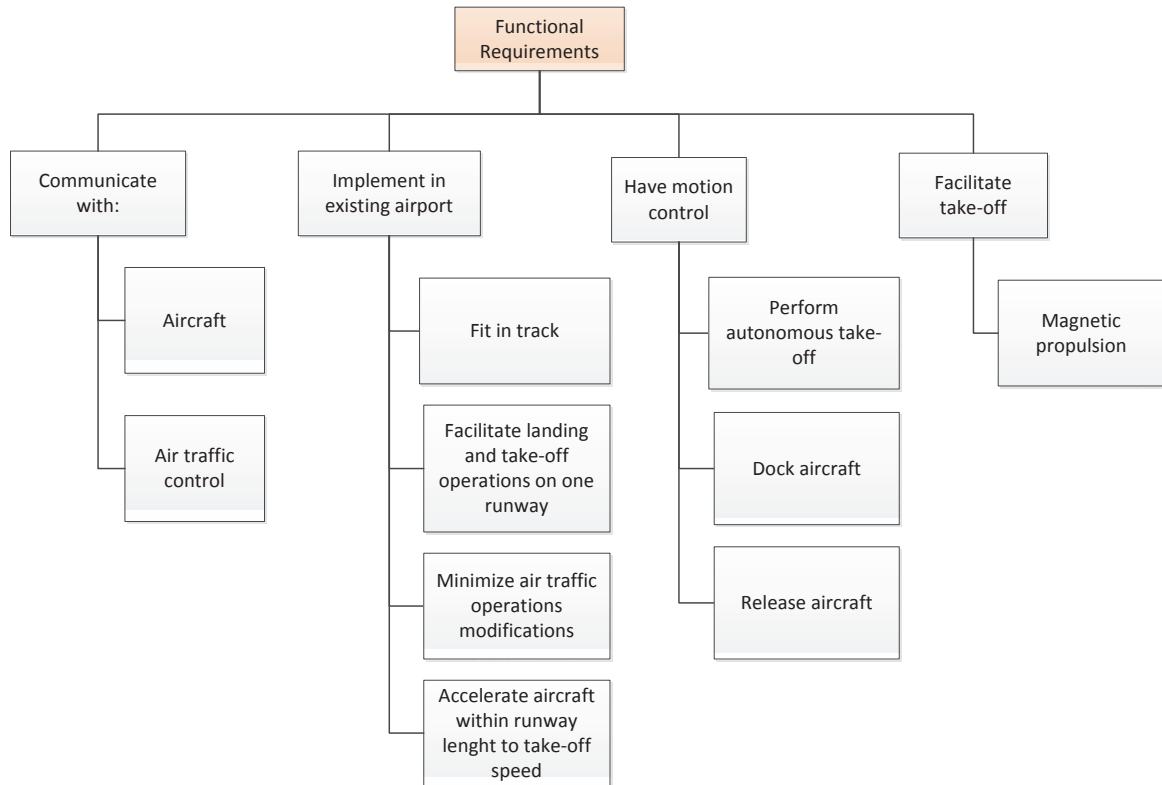 Functional
Requirements
Communicate
with:
Aircraft
Air traffic
control
Implement in
existing airport
Fit in track
Facilitate landing
and take-off
operations on one
runway
Minimize air traffic
operations
modifications
Accelerate aircraft
within runway
lenght to take-off
speed
Have motion
control
Perform
autonomous take-
off
Dock aircraft
Release aircraft
Facilitate
take-off
Magnetic
propulsion